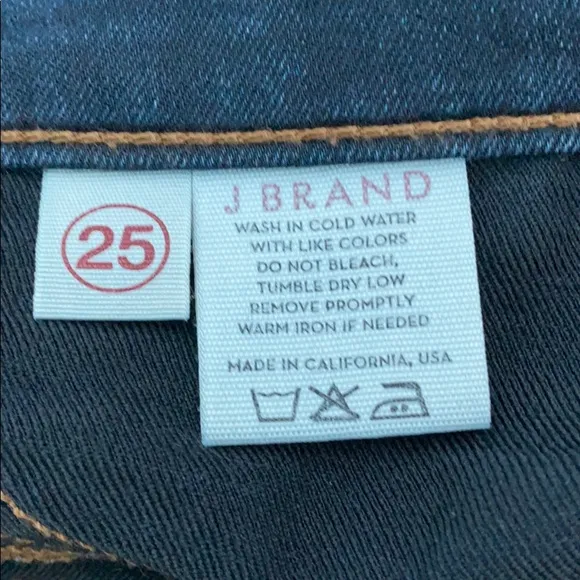 25
J BRAND
WASH IN COLD WATER
WITH LIKE COLORS
DO NOT BLEACH,
TUMBLE DRY LOW
REMOVE PROMPTLY
WARM IRON IF NEEDED
MADE IN CALIFORNIA, USA